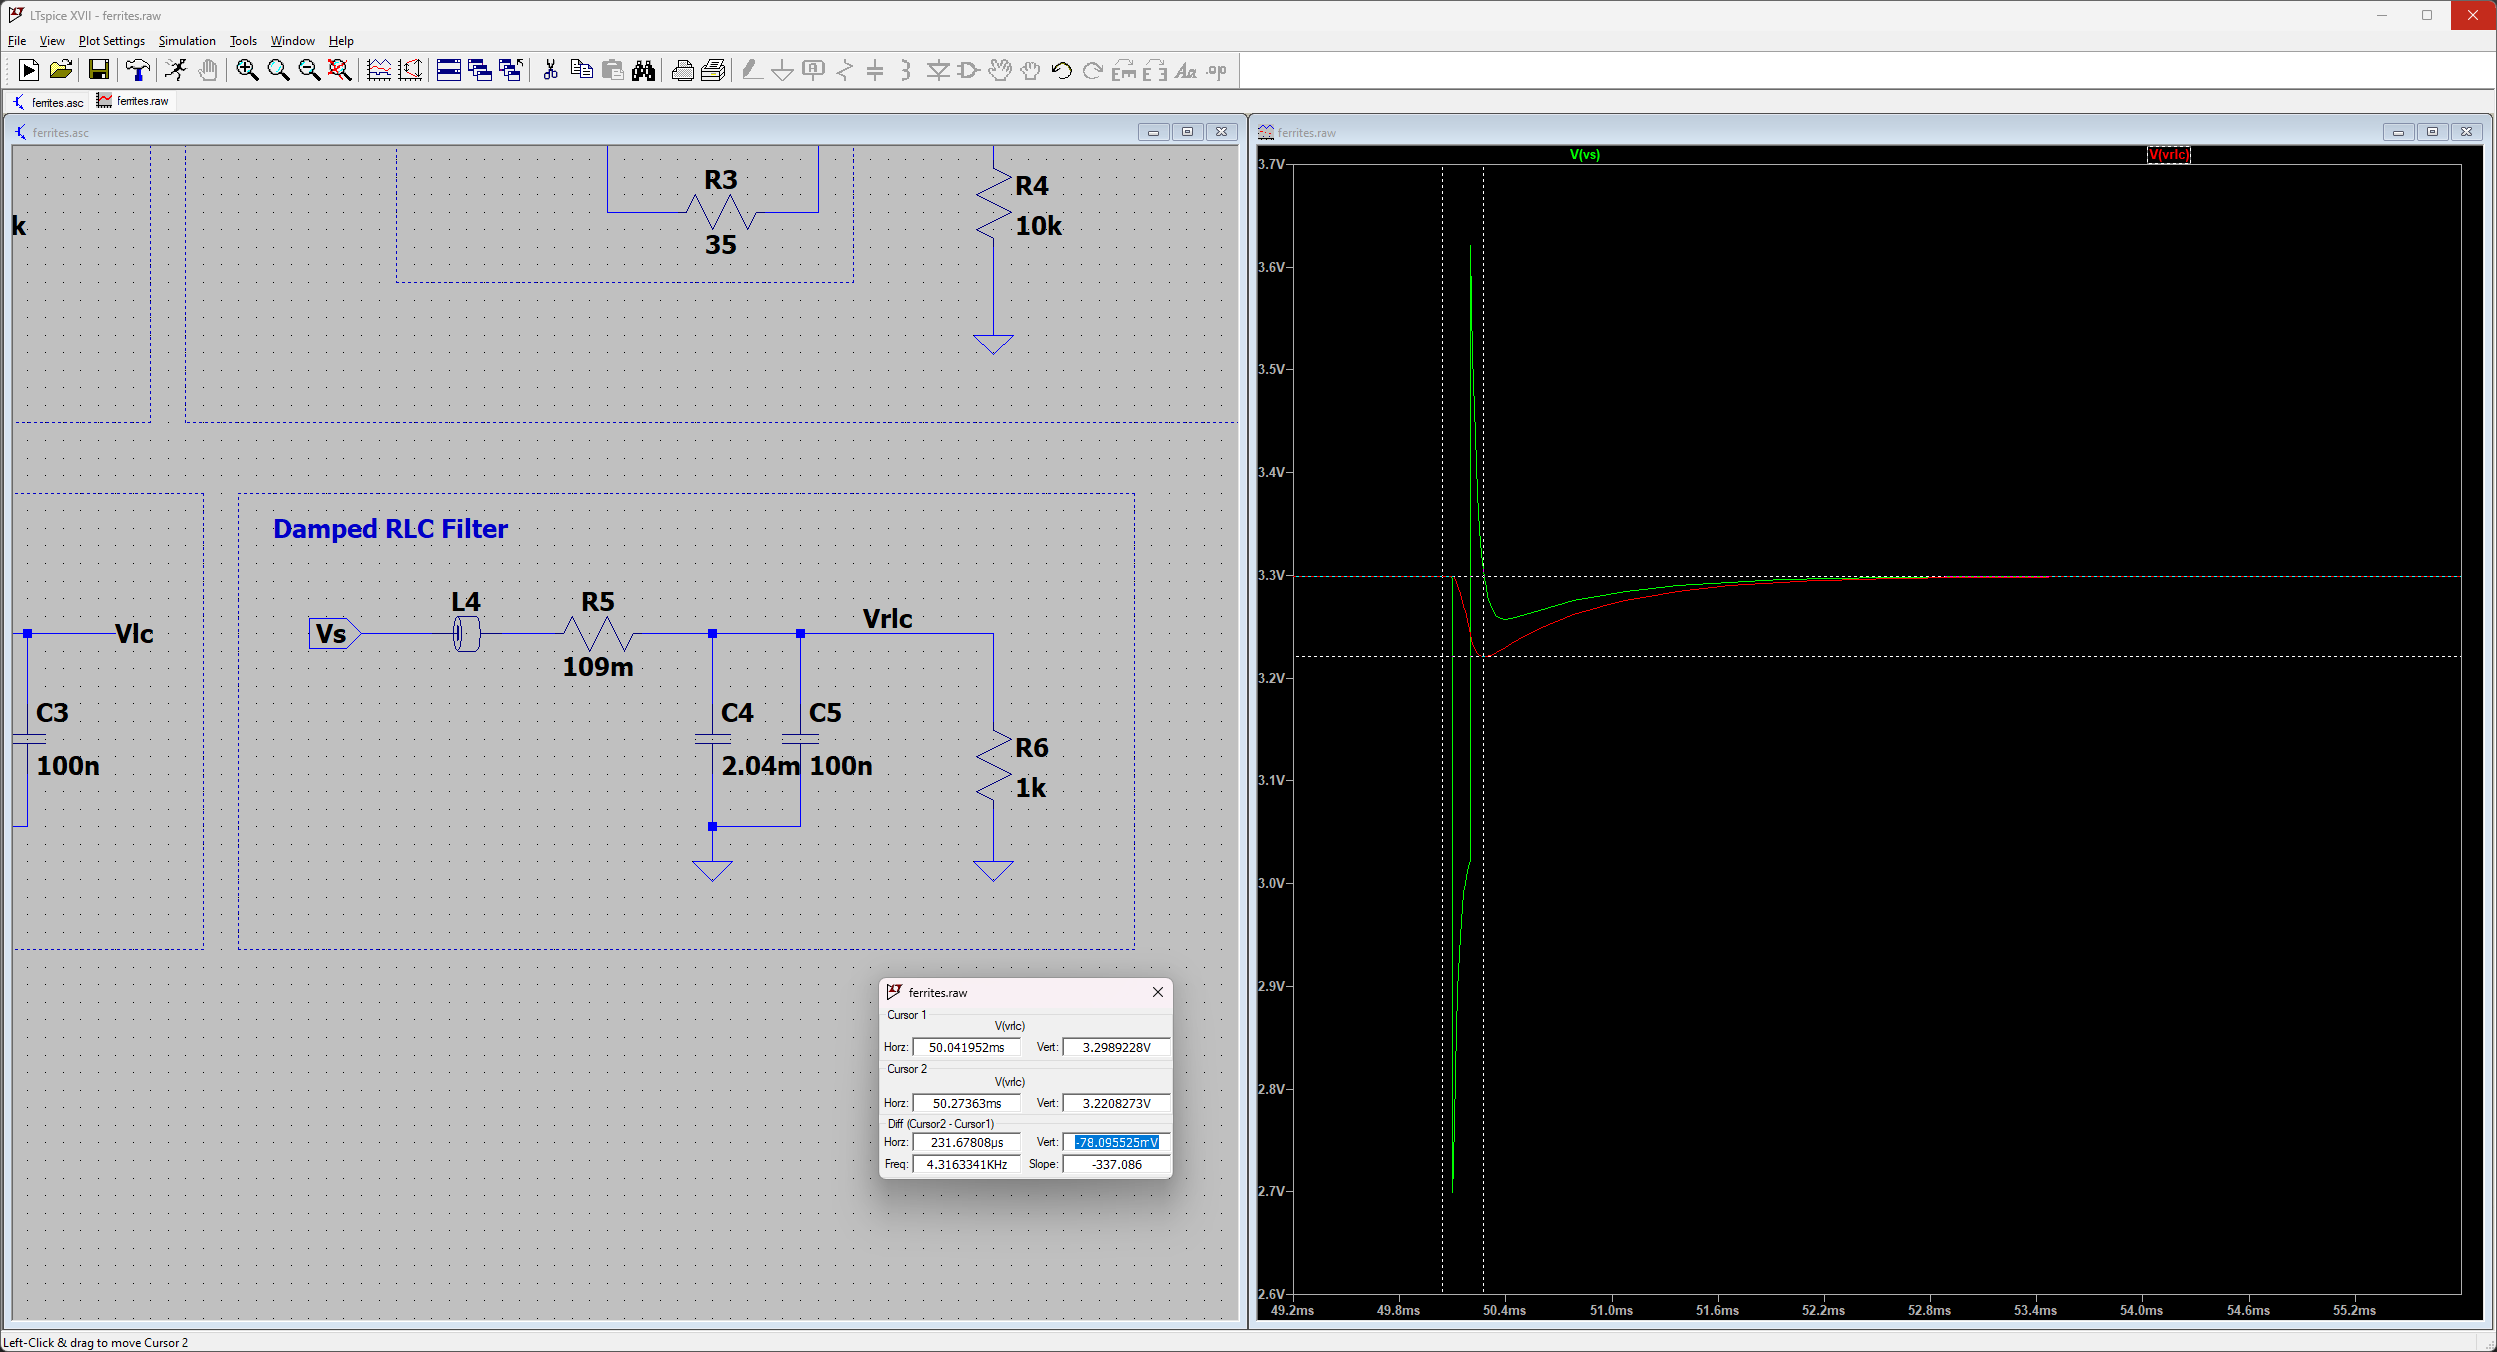 LTspice XVII - ferrites.raw
File View Plot Settings Simulation Tools Window Help
ferrites.asc ferrites.raw
ferrites.asc
k
R3
35
R4
10k
Damped RLC Filter
Vlc
C3
100n
Vs
L4
R5
109m
Vrlc
C4
2.04m
C5
100n
R6
1k
ferrites.raw
Cursor 1
V(vrlc)
Horz: 50.041952ms Vert: 3.2989228V
Cursor 2
V(vrlc)
Horz: 50.27363ms Vert: 3.2208273V
Diff (Cursor2 - Cursor1)
Horz: 231.67808µs Vert: -78.095525mV
Freq: 4.3163341KHz Slope: -337.086
ferrites.raw
V(vs) V(vrlc)
3.7V
3.6V
3.5V
3.4V
3.3V
3.2V
3.1V
3.0V
2.9V
2.8V
2.7V
2.6V
49.2ms 49.8ms 50.4ms 51.0ms 51.6ms 52.2ms 52.8ms 53.4ms 54.0ms 54.6ms 55.2ms
Left-Click & drag to move Cursor 2